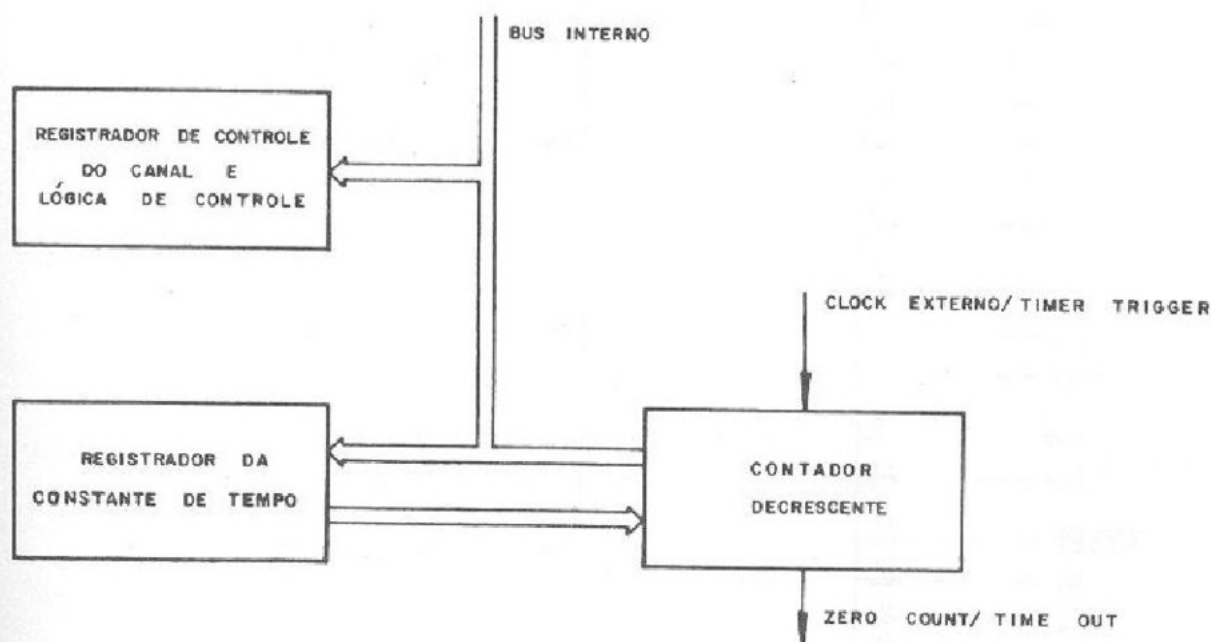 BUS INTERNO
REGISTRADOR DE CONTROLE
DO CANAL E
LÓGICA DE CONTROLE
CLOCK EXTERNO/ TIMER TRIGGER
REGISTRADOR DA
CONSTANTE DE TEMPO
CONTADOR
DECRESCENTE
ZERO COUNT/ TIME OUT